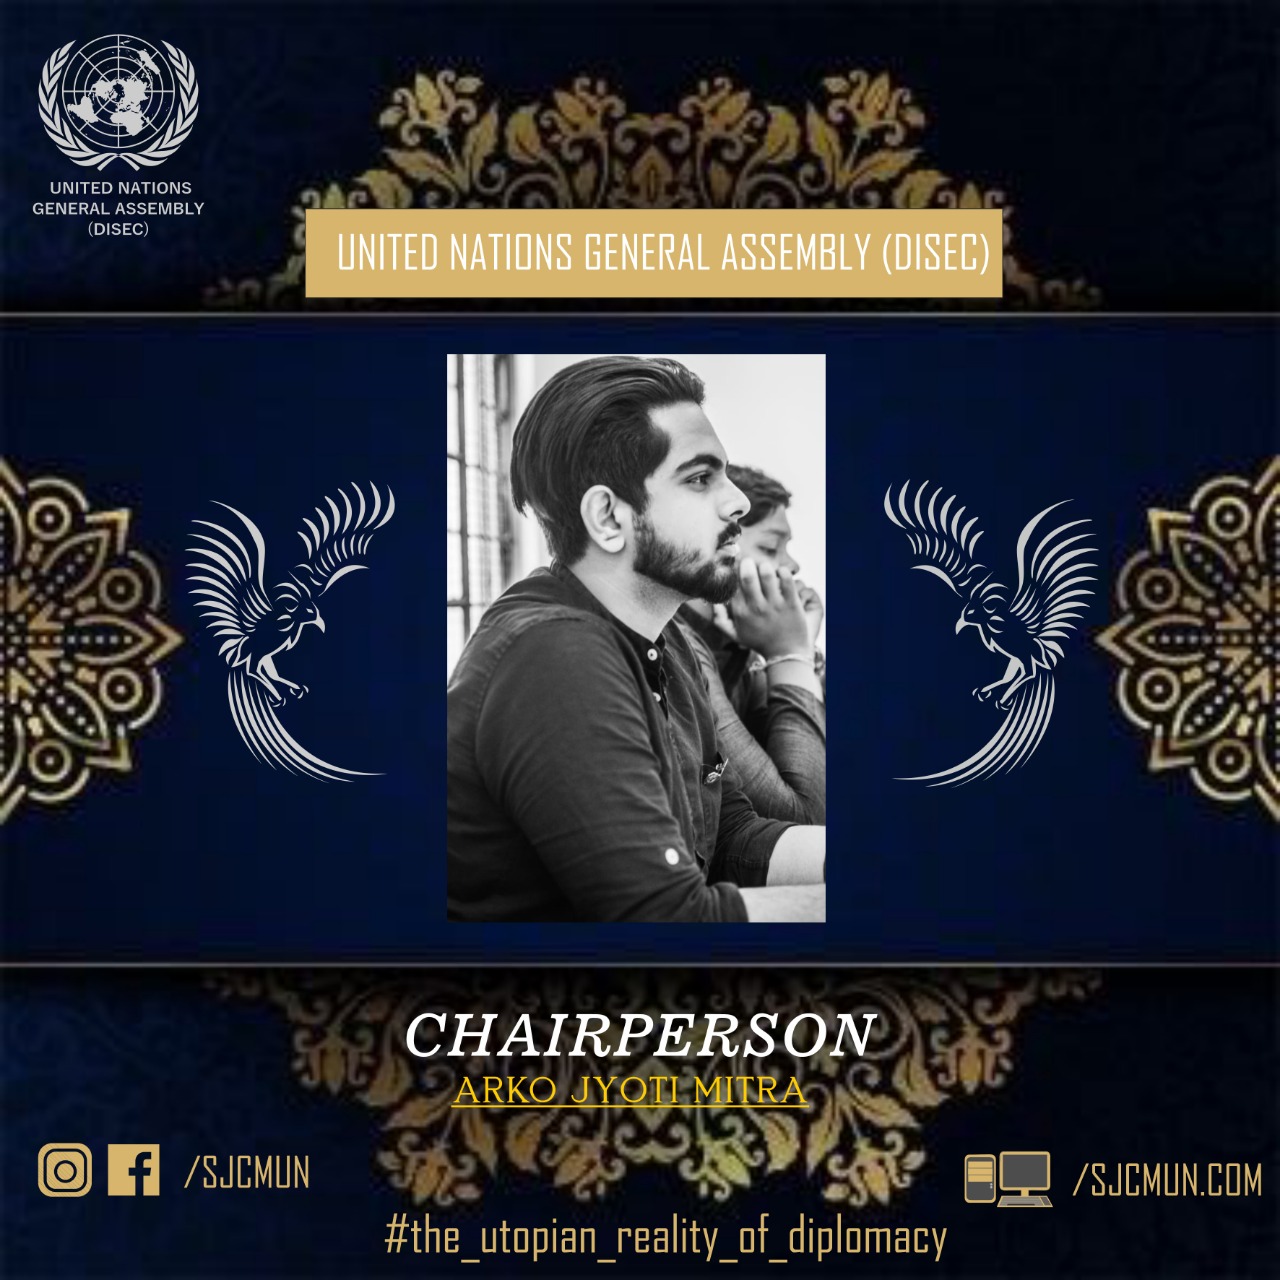 UNITED NATIONS
GENERAL ASSEMBLY
(DISEC)
UNITED NATIONS GENERAL ASSEMBLY (DISEC)
CHAIRPERSON
ARKO JYOTI MITRA
/SJCMUN
/SJCMUN.COM
#the_utopian_reality_of_diplomacy